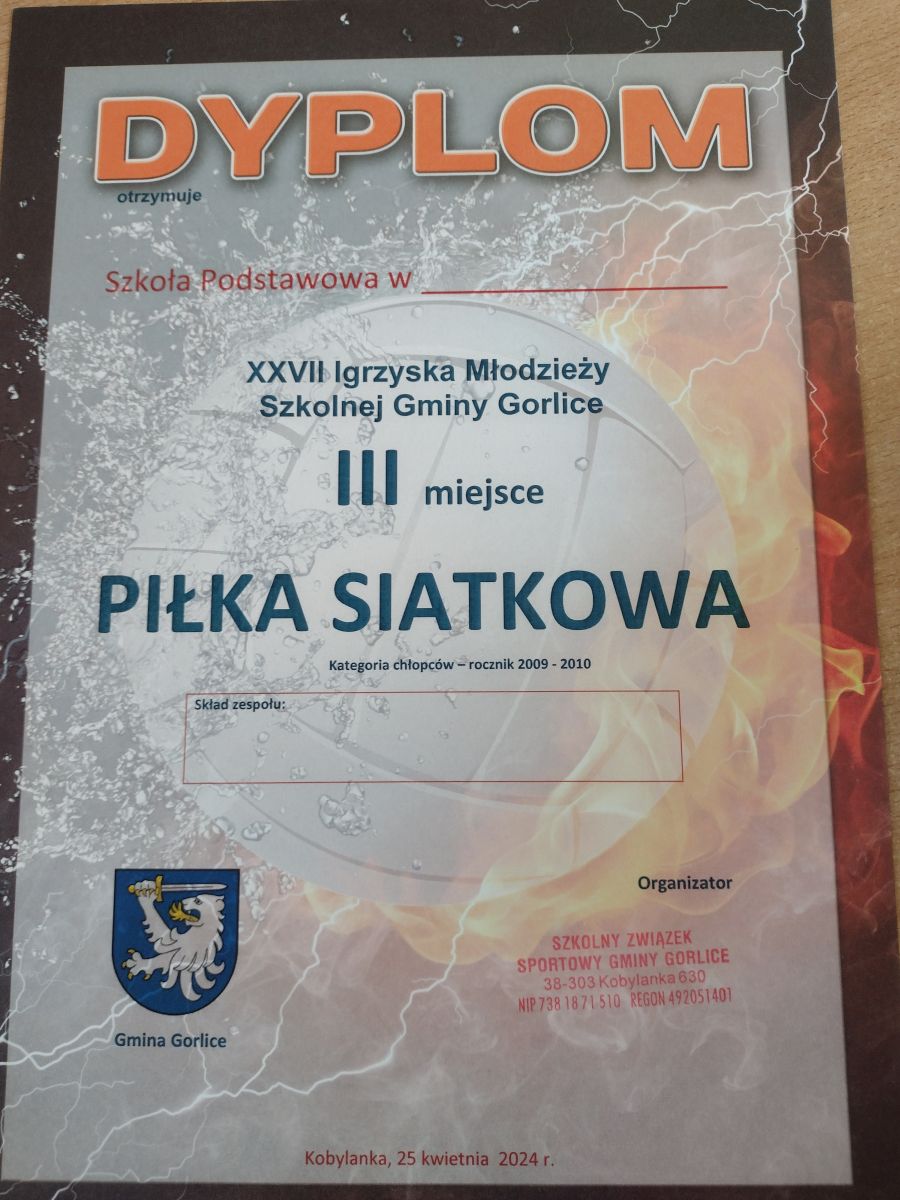 DYPLOM
otrzymuje
Szkoła Podstawowa w
XXVII Igrzyska Młodzieży
Szkolnej Gminy Gorlice
III miejsce
PIŁKA SIATKOWA
Kategoria chłopców – rocznik 2009 - 2010
Skład zespołu:
Organizator
SZKOLNY ZWIĄZEK
SPORTOWY GMINY GORLICE
38-303 Kobylanka 630
NIP 738 18 71 510 REGON 492051401
Gmina Gorlice
Kobylanka, 25 kwietnia 2024 r.